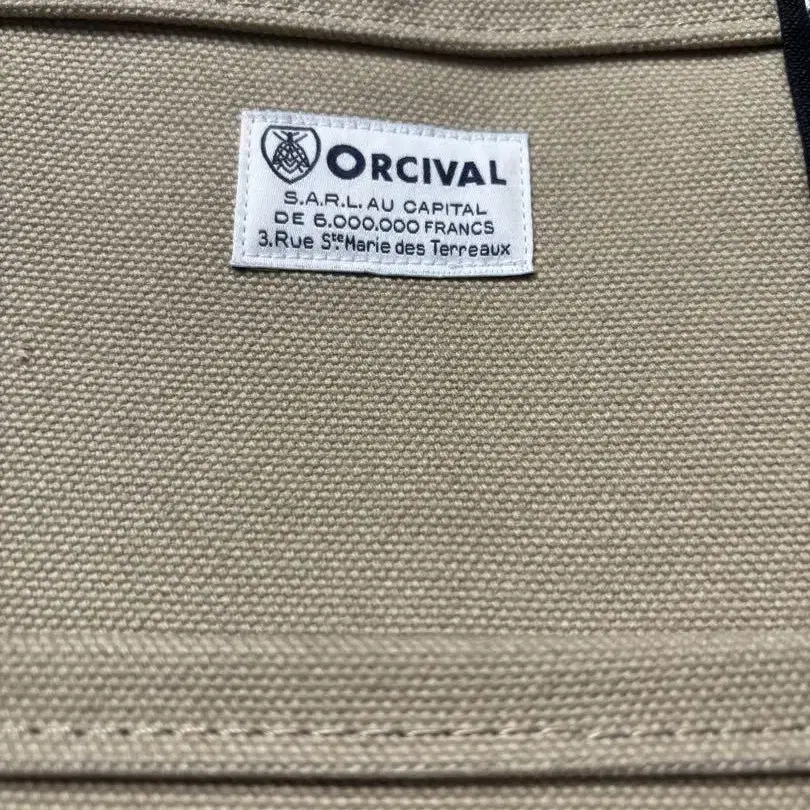 ORCIVAL
S.A.R.L. AU CAPITAL
DE 6.000.000 FRANCS
3.Rue Ste Marie des Terreaux